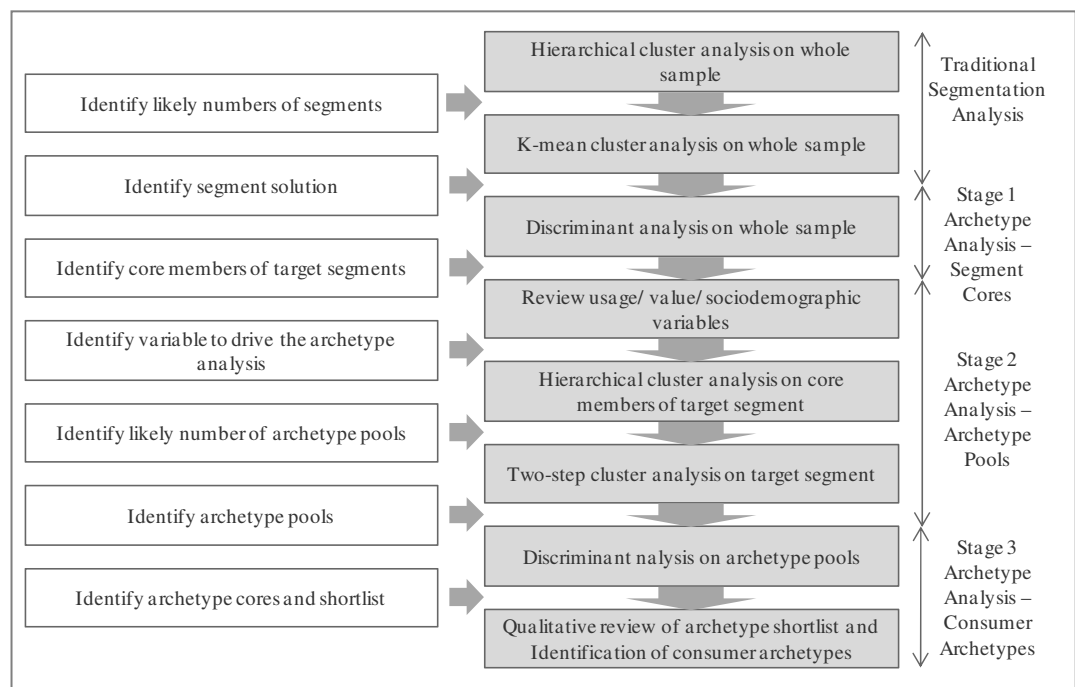 Hierarchical cluster analysis on whole
sample
Identify likely numbers of segments
K-mean cluster analysis on whole sample
Identify segment solution
Discriminant analysis on whole sample
Identify core members of target segments
Review usage/ value/ sociodemographic
variables
Identify variable to drive the archetype
analysis
Hierarchical cluster analysis on core
members of target segment
Identify likely number of archetype pools
Two-step cluster analysis on target segment
Identify archetype pools
Discriminant nalysis on archetype pools
Identify archetype cores and shortlist
Qualitative review of archetype shortlist and
Identification of consumer archetypes
Traditional
Segmentation
Analysis
Stage 1
Archetype
Analysis –
Segment
Cores
Stage 2
Archetype
Analysis –
Archetype
Pools
Stage 3
Archetype
Analysis –
Consumer
Archetypes